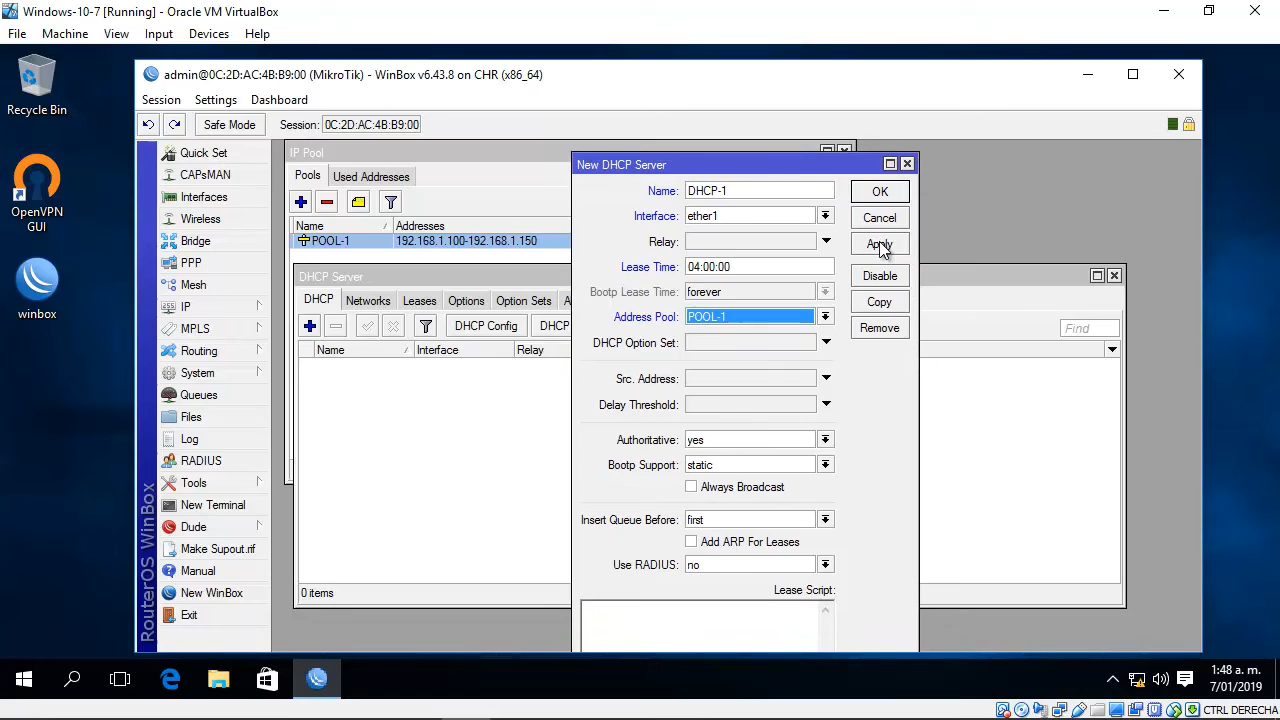 Windows-10-7 [Running] - Oracle VM VirtualBox
File Machine View Input Devices Help
Recycle Bin
OpenVPN
GUI
winbox
admin@0C:2D:AC:4B:B9:00 (MikroTik) - WinBox v6.43.8 on CHR (x86_64)
Session Settings Dashboard
Safe Mode Session: 0C:2D:AC:4B:B9:00
RouterOS WinBox
Quick Set
CAPsMAN
Interfaces
Wireless
Bridge
PPP
Mesh
IP
MPLS
Routing
System
Queues
Files
Log
RADIUS
Tools
New Terminal
Dude
Make Supout.rif
Manual
New WinBox
Exit
IP Pool
Pools Used Addresses
Name Addresses
POOL-1 192.168.1.100-192.168.1.150
DHCP Server
DHCP Networks Leases Options Option Sets A
DHCP Config DHCP
Find
Name Interface Relay
0 items
New DHCP Server
Name: DHCP-1
Interface: ether1
Relay:
Lease Time: 04:00:00
Bootp Lease Time: forever
Address Pool: POOL-1
DHCP Option Set:
Src. Address:
Delay Threshold:
Authoritative: yes
Bootp Support: static
Always Broadcast
Insert Queue Before: first
Add ARP For Leases
Use RADIUS: no
Lease Script:
OK
Cancel
Apply
Disable
Copy
Remove
1:48 a. m.
7/01/2019
CTRL DERECHA